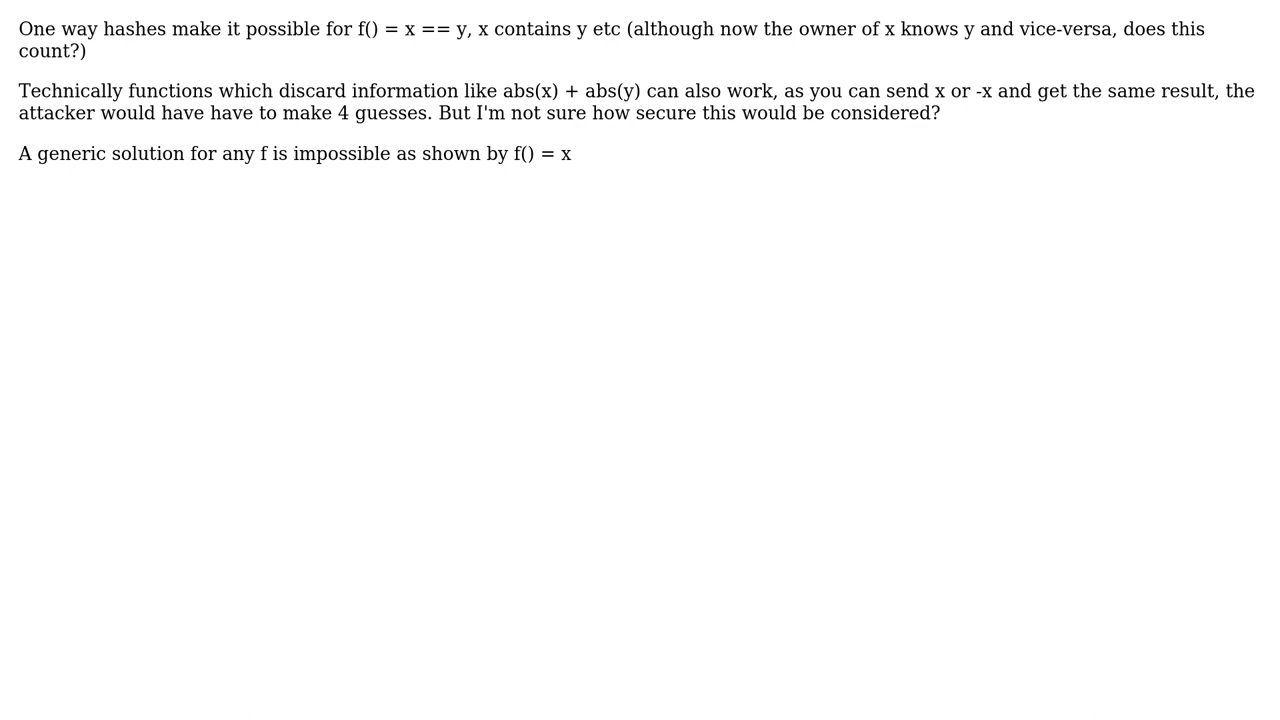 One way hashes make it possible for f() = x == y, x contains y etc (although now the owner of x knows y and vice-versa, does this
count?)
Technically functions which discard information like abs(x) + abs(y) can also work, as you can send x or -x and get the same result, the
attacker would have have to make 4 guesses. But I'm not sure how secure this would be considered?
A generic solution for any f is impossible as shown by f() = x